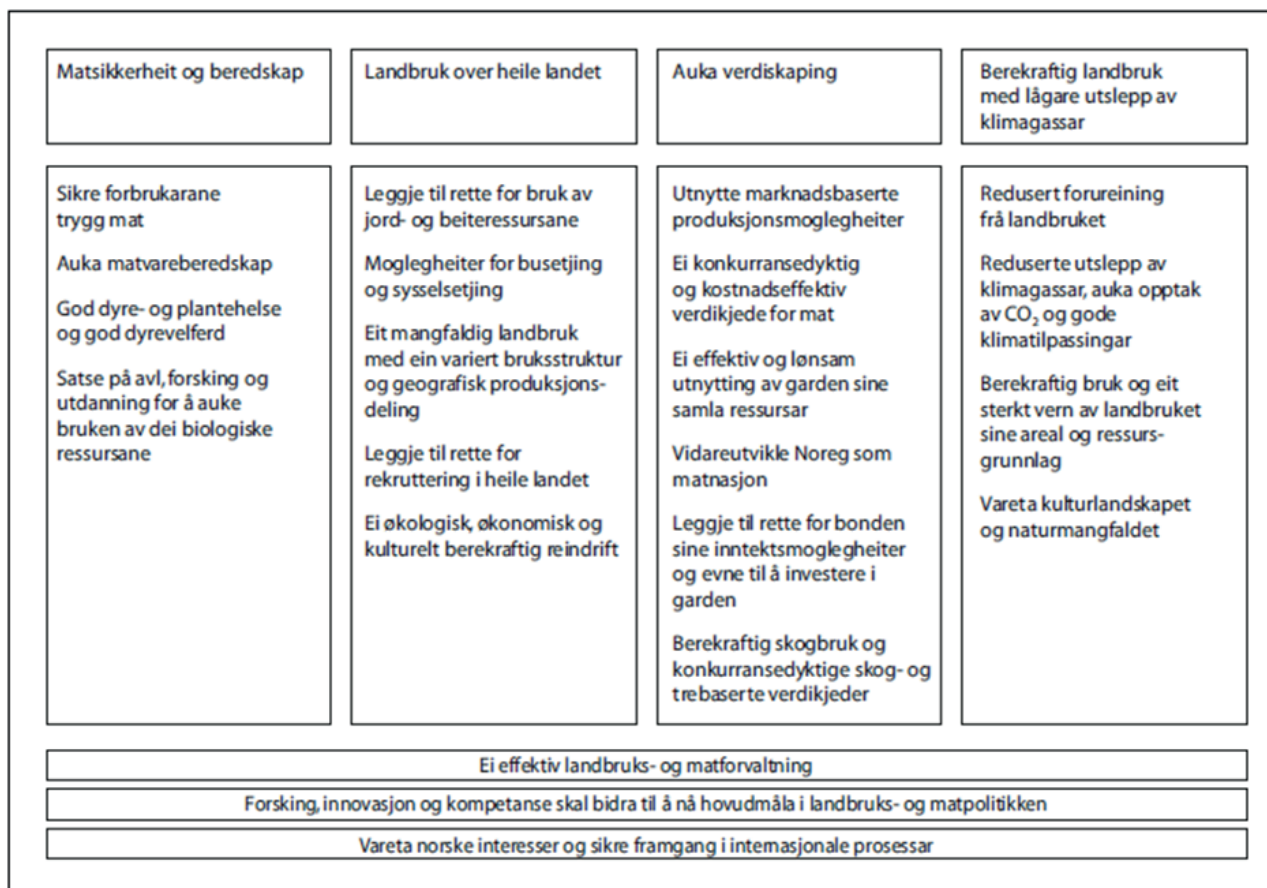 Matsikkerheit og beredskap
Landbruk over heile landet
Auka verdiskaping
Berekraftig landbruk
med lågare utslepp av
klimagassar
Sikre forbrukarane
trygg mat
Auka matvareberedskap
God dyre- og plantehelse
og god dyrevelferd
Satse på avl, forsking og
utdanning for å auke
bruken av dei biologiske
ressursane
Leggje til rette for bruk av
jord- og beiteressursane
Moglegheiter for busetjing
og sysselsetjing
Eit mangfaldig landbruk
med ein variert bruksstruktur
og geografisk produksjons-
deling
Leggje til rette for
rekruttering i heile landet
Ei økologisk, økonomisk og
kulturelt berekraftig reindrift
Utnytte marknadsbaserte
produksjonsmoglegheiter
Ei konkurransedyktig
og kostnadseffektiv
verdikjede for mat
Ei effektiv og lønsam
utnytting av garden sine
samla ressursar
Vidareutvikle Noreg som
matnasjon
Leggje til rette for bonden
sine inntektsmoglegheiter
og evne til å investere i
garden
Berekraftig skogbruk og
konkurransedyktige skog- og
trebaserte verdikjeder
Redusert forureining
frå landbruket
Reduserte utslepp av
klimagassar, auka opptak
av CO₂ og gode
klimatilpassingar
Berekraftig bruk og eit
sterkt vern av landbruket
sine areal og ressurs-
grunnlag
Vareta kulturlandskapet
og naturmangfaldet
Ei effektiv landbruks- og matforvaltning
Forsking, innovasjon og kompetanse skal bidra til å nå hovudmåla i landbruks- og matpolitikken
Vareta norske interesser og sikre framgang i internasjonale prosessar